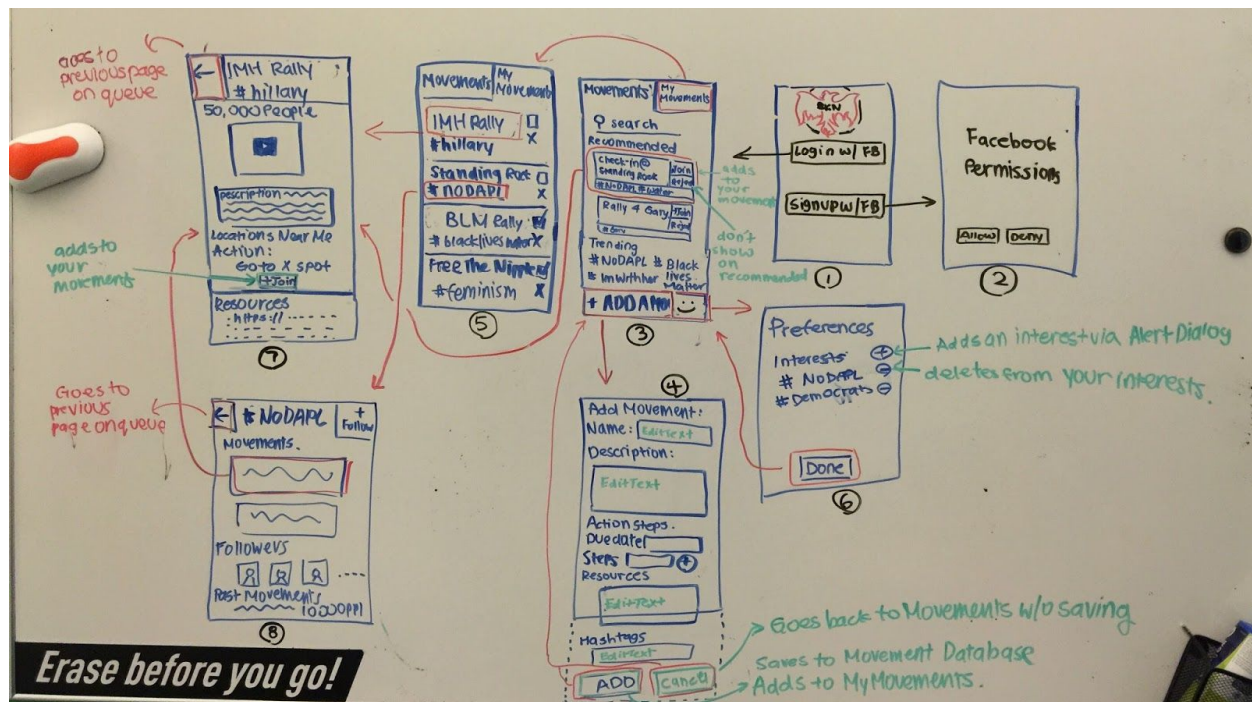 goes to
previous page
on queue
←
IMH Rally
# hillary
50,000 People
Description
Locations Near Me
Action:
Go to X spot
+Join
Resources
· https://
7
adds to
your
movements
Goes to
previous
page on queue
←
# NODAPL
+
Follow
Movements.
Followers
Past Movements
10000ppl
8
Movements
My
Movements
IMH Rally
X
#hillary
Standing Rock
# NODAPL
X
BLM Rally
# blacklivesmatter X
Free The Nipple
#feminism
X
5
Movements
My
Movements
search
Recommended
Check-in @
Standing Rock
Join
Reject
#NoDAPL #Water
Rally 4 Gary
+Join
Reject
Trending
#NoDAPL # Black
lives
Matter
# ImWithHer
+ ADD A MOV
3
adds
to
your
movement
don't
show
on
recommended
BKN
Login w/ FB
Signup w/ FB
1
Facebook
Permissions
Allow
Deny
2
4
Add Movement:
Name: EditText
Description:
EditText
Action Steps.
Due date
Steps
+
Resources
EditText
Hashtags
EditText
ADD
Cancel
Goes back to Movements w/o saving
Saves to Movement Database
Adds to MyMovements.
Preferences
Interests +
# NODAPL -
# Democrats -
Done
6
Adds an interest via Alert Dialog
deletes from your interests.
Erase before you go!